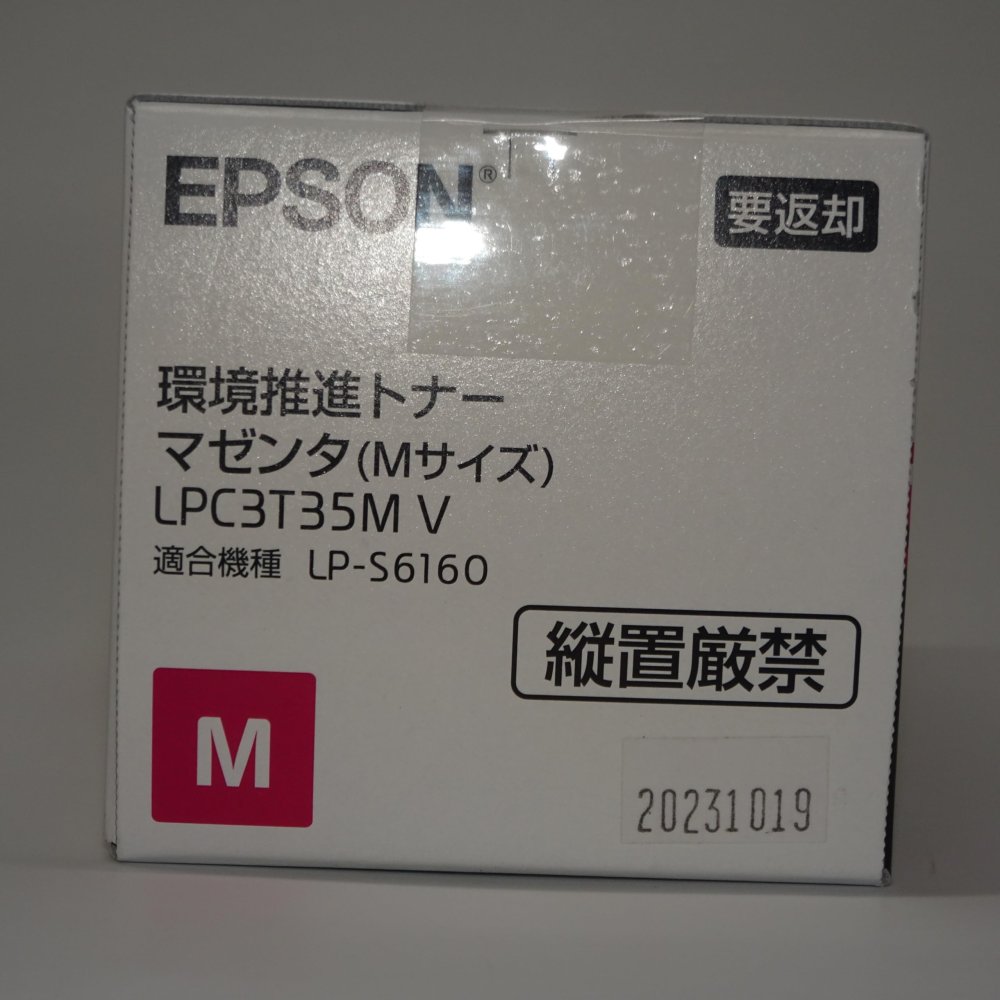 EPSON®
要返却
環境推進トナー
マゼンタ(Mサイズ)
LPC3T35M V
適合機種 LP-S6160
縦置厳禁
M
20231019